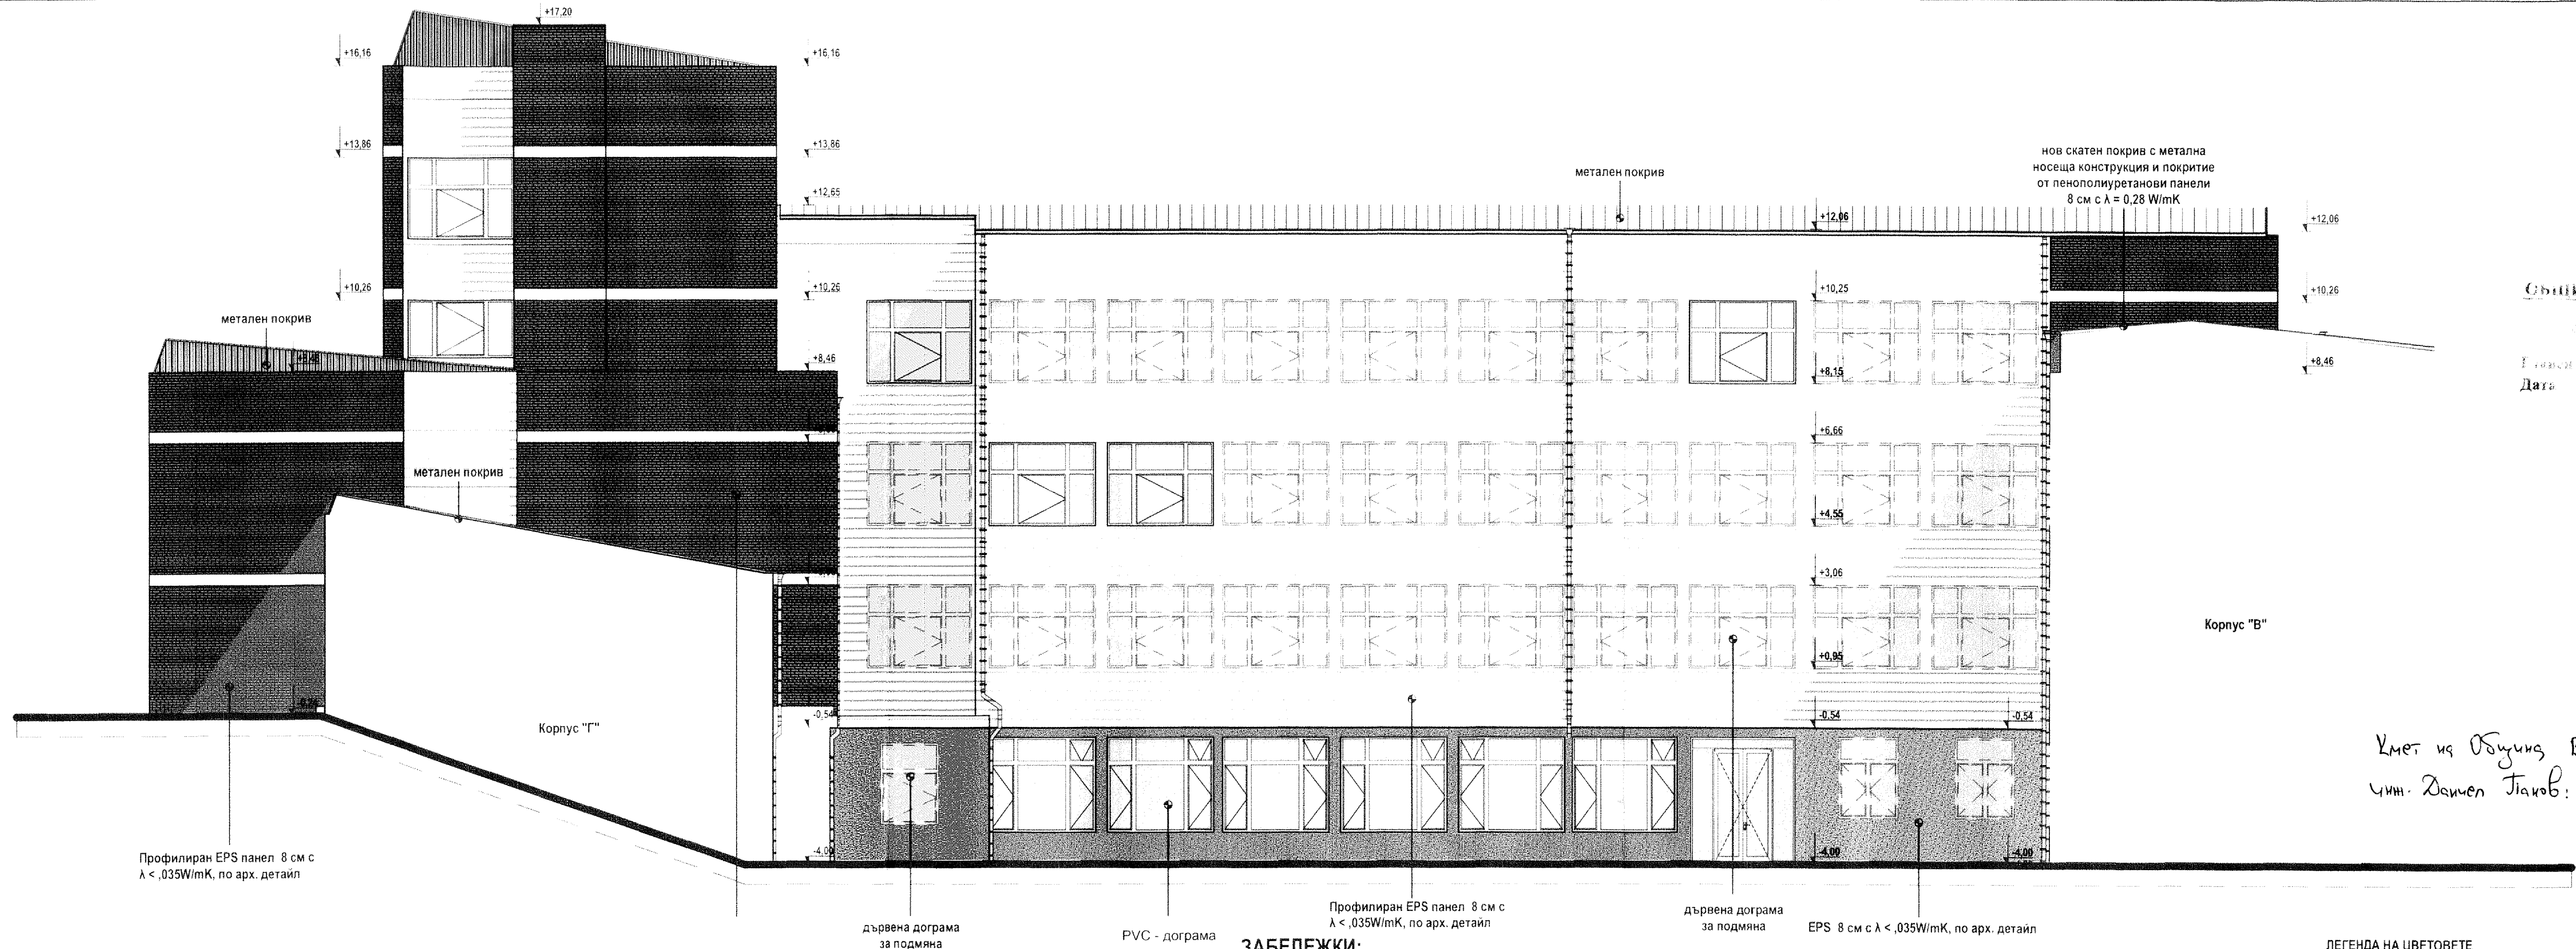 +17,20
+16,16
+16,16
+13,86
+13,86
нов скатен покрив с метална
носеща конструкция и покритие
от пенополиуретанови панели
8 см с λ = 0,28 W/mK
метален покрив
+12,65
+12,06
+12,06
+10,26
+10,26
+10,25
+10,26
метален покрив
+8,46
+8,46
+8,15
+8,46
Дата
+6,66
метален покрив
+4,55
+3,06
Корпус "В"
+0,95
-0,54
-0,54
-0,54
Корпус "Г"
Кмет на Община В
инж. Даниел Панов:
-4,00
-4,00
-4,00
Профилиран EPS панел 8 см с
λ < ,035W/mK, по арх. детайл
дървена дограма
за подмяна
PVC - дограма
Профилиран EPS панел 8 см с
λ < ,035W/mK, по арх. детайл
дървена дограма
за подмяна
EPS 8 см с λ < ,035W/mK, по арх. детайл
ЗАБЕЛЕЖКИ:
ЛЕГЕНДА НА ЦВЕТОВЕТЕ